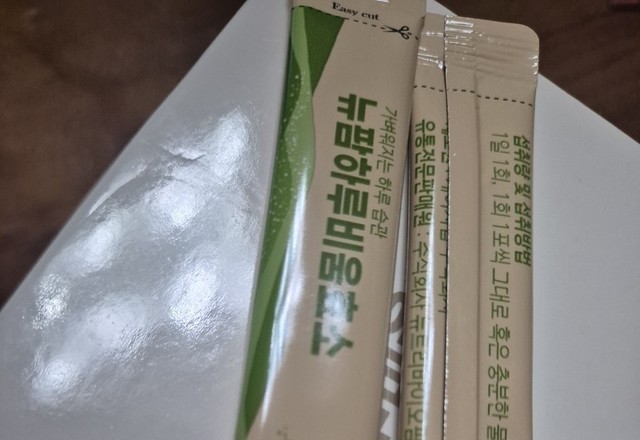 Easy cut
가벼워지는 하루 습관
뉴팜하루비움효소
유통전문판매원 : 주식회사 뉴트리바이오팜
섭취량 및 섭취방법
1일 1회, 1회 1포씩 그대로 혹은 충분한 물